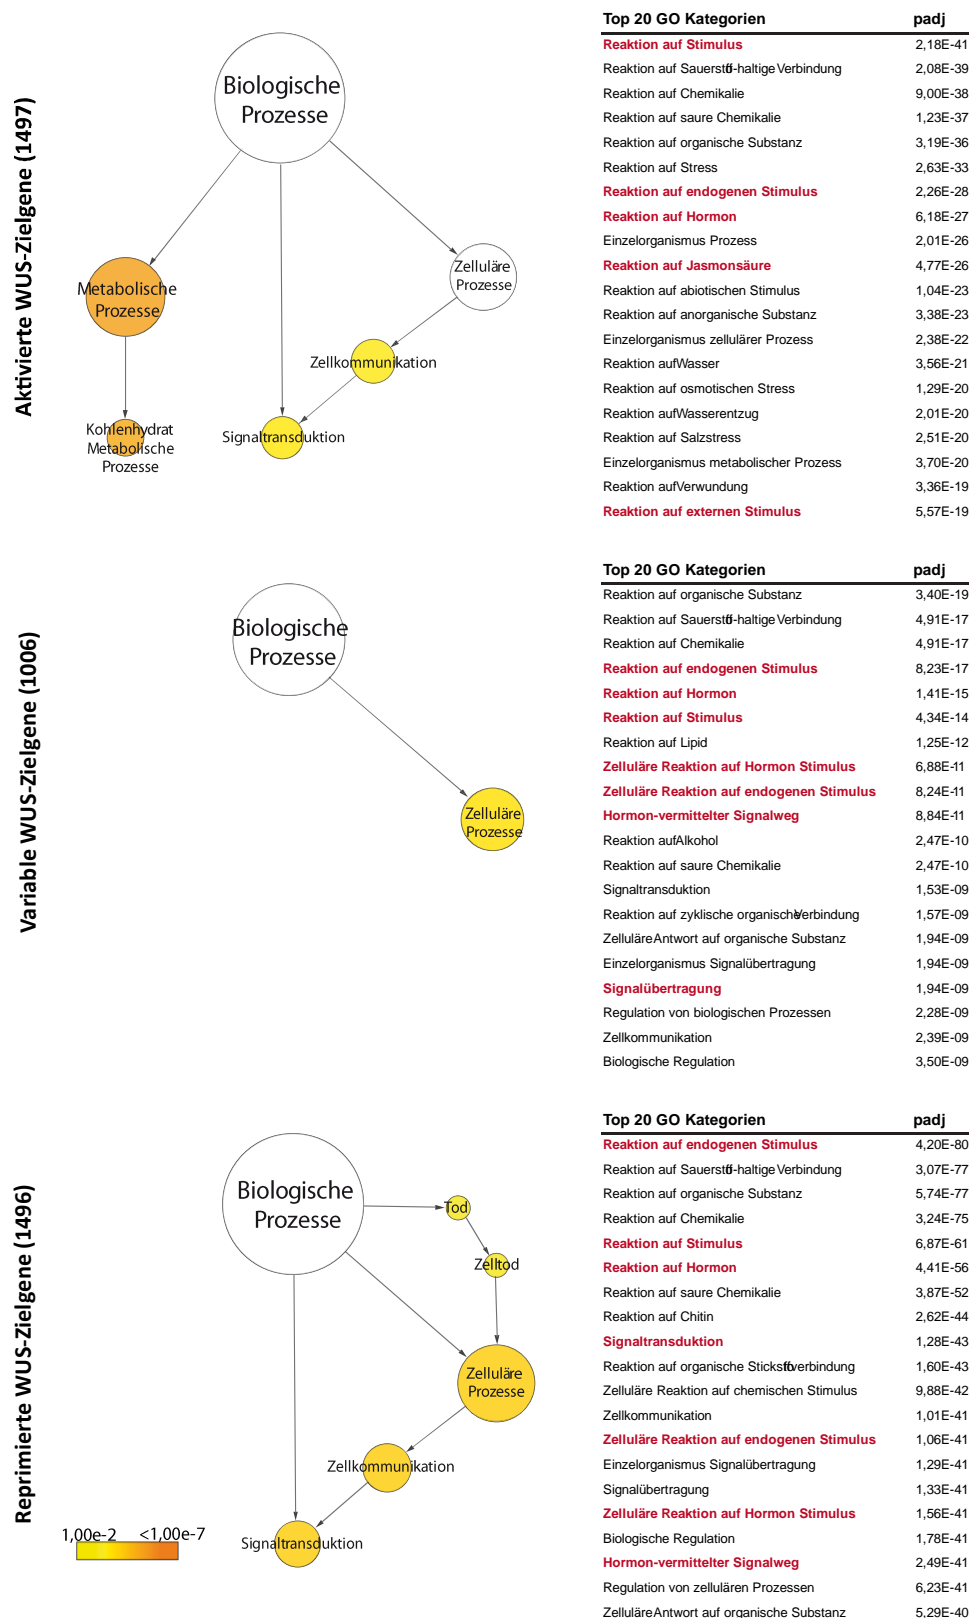 Aktivierte WUS-Zielgene (1497)
Biologische
Prozesse
Metabolische
Prozesse
Zelluläre
Prozesse
Zellkommunikation
Kohlenhydrat
Metabolische
Prozesse
Signaltransduktion
Top 20 GO Kategorien padj
Reaktion auf Stimulus 2,18E-41
Reaktion auf Sauerstoff-haltige Verbindung 2,08E-39
Reaktion auf Chemikalie 9,00E-38
Reaktion auf saure Chemikalie 1,23E-37
Reaktion auf organische Substanz 3,19E-36
Reaktion auf Stress 2,63E-33
Reaktion auf endogenen Stimulus 2,26E-28
Reaktion auf Hormon 6,18E-27
Einzelorganismus Prozess 2,01E-26
Reaktion auf Jasmonsäure 4,77E-26
Reaktion auf abiotischen Stimulus 1,04E-23
Reaktion auf anorganische Substanz 3,38E-23
Einzelorganismus zellulärer Prozess 2,38E-22
Reaktion aufWasser 3,56E-21
Reaktion auf osmotischen Stress 1,29E-20
Reaktion aufWasserentzug 2,01E-20
Reaktion auf Salzstress 2,51E-20
Einzelorganismus metabolischer Prozess 3,70E-20
Reaktion aufVerwundung 3,36E-19
Reaktion auf externen Stimulus 5,57E-19
Variable WUS-Zielgene (1006)
Biologische
Prozesse
Zelluläre
Prozesse
Top 20 GO Kategorien padj
Reaktion auf organische Substanz 3,40E-19
Reaktion auf Sauerstoff-haltige Verbindung 4,91E-17
Reaktion auf Chemikalie 4,91E-17
Reaktion auf endogenen Stimulus 8,23E-17
Reaktion auf Hormon 1,41E-15
Reaktion auf Stimulus 4,34E-14
Reaktion auf Lipid 1,25E-12
Zelluläre Reaktion auf Hormon Stimulus 6,88E-11
Zelluläre Reaktion auf endogenen Stimulus 8,24E-11
Hormon-vermittelter Signalweg 8,84E-11
Reaktion aufAlkohol 2,47E-10
Reaktion auf saure Chemikalie 2,47E-10
Signaltransduktion 1,53E-09
Reaktion auf zyklische organischeVerbindung 1,57E-09
ZelluläreAntwort auf organische Substanz 1,94E-09
Einzelorganismus Signalübertragung 1,94E-09
Signalübertragung 1,94E-09
Regulation von biologischen Prozessen 2,28E-09
Zellkommunikation 2,39E-09
Biologische Regulation 3,50E-09
Reprimierte WUS-Zielgene (1496)
Biologische
Prozesse
Tod
Zelltod
Zelluläre
Prozesse
Zellkommunikation
Signaltransduktion
1,00e-2 <1,00e-7
Top 20 GO Kategorien padj
Reaktion auf endogenen Stimulus 4,20E-80
Reaktion auf Sauerstoff-haltige Verbindung 3,07E-77
Reaktion auf organische Substanz 5,74E-77
Reaktion auf Chemikalie 3,24E-75
Reaktion auf Stimulus 6,87E-61
Reaktion auf Hormon 4,41E-56
Reaktion auf saure Chemikalie 3,87E-52
Reaktion auf Chitin 2,62E-44
Signaltransduktion 1,28E-43
Reaktion auf organische Stickstoffverbindung 1,60E-43
Zelluläre Reaktion auf chemischen Stimulus 9,88E-42
Zellkommunikation 1,01E-41
Zelluläre Reaktion auf endogenen Stimulus 1,06E-41
Einzelorganismus Signalübertragung 1,29E-41
Signalübertragung 1,33E-41
Zelluläre Reaktion auf Hormon Stimulus 1,56E-41
Biologische Regulation 1,78E-41
Hormon-vermittelter Signalweg 2,49E-41
Regulation von zellulären Prozessen 6,23E-41
ZelluläreAntwort auf organische Substanz 5,29E-40